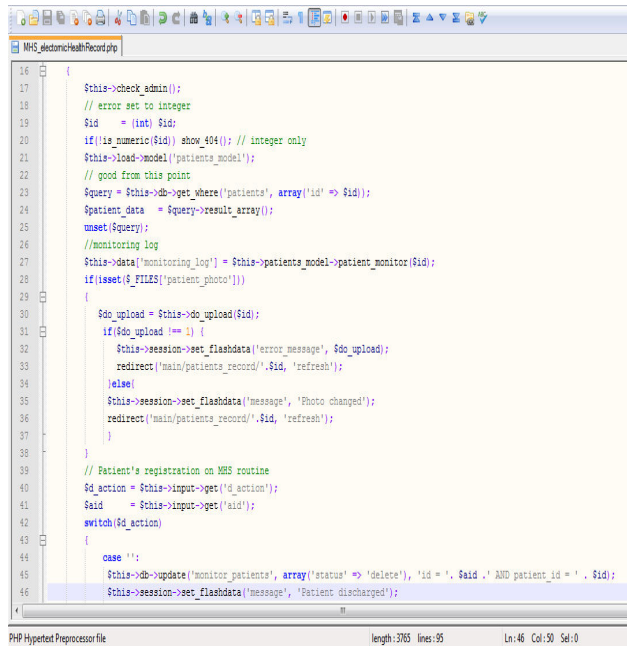 MHS_electornicHealthRecord.php
16 {
17 $this->check_admin();
18 // error set to integer
19 $id = (int) $id;
20 if(!is_numeric($id)) show_404(); // integer only
21 $this->load->model('patients_model');
22 // good from this point
23 $query = $this->db->get_where('patients', array('id' => $id));
24 $patient_data = $query->result_array();
25 unset($query);
26 //monitoring log
27 $this->data['monitoring_log'] = $this->patients_model->patient_monitor($id);
28 if(isset($_FILES['patient_photo']))
29 {
30 $do_upload = $this->do_upload($id);
31 if($do_upload !== 1) {
32 $this->session->set_flashdata('error_message', $do_upload);
33 redirect('main/patients_record/'.$id, 'refresh');
34 }else{
35 $this->session->set_flashdata('message', 'Photo changed');
36 redirect('main/patients_record/'.$id, 'refresh');
37 }
38 }
39 // Patient's registration on MHS routine
40 $d_action = $this->input->get('d_action');
41 $aid = $this->input->get('aid');
42 switch($d_action)
43 {
44 case '':
45 $this->db->update('monitor_patients', array('status' => 'delete'), 'id = '. $aid .' AND patient_id = ' . $id);
46 $this->session->set_flashdata('message', 'Patient discharged');
PHP Hypertext Preprocessor file length : 3765 lines : 95 Ln : 46 Col : 50 Sel : 0